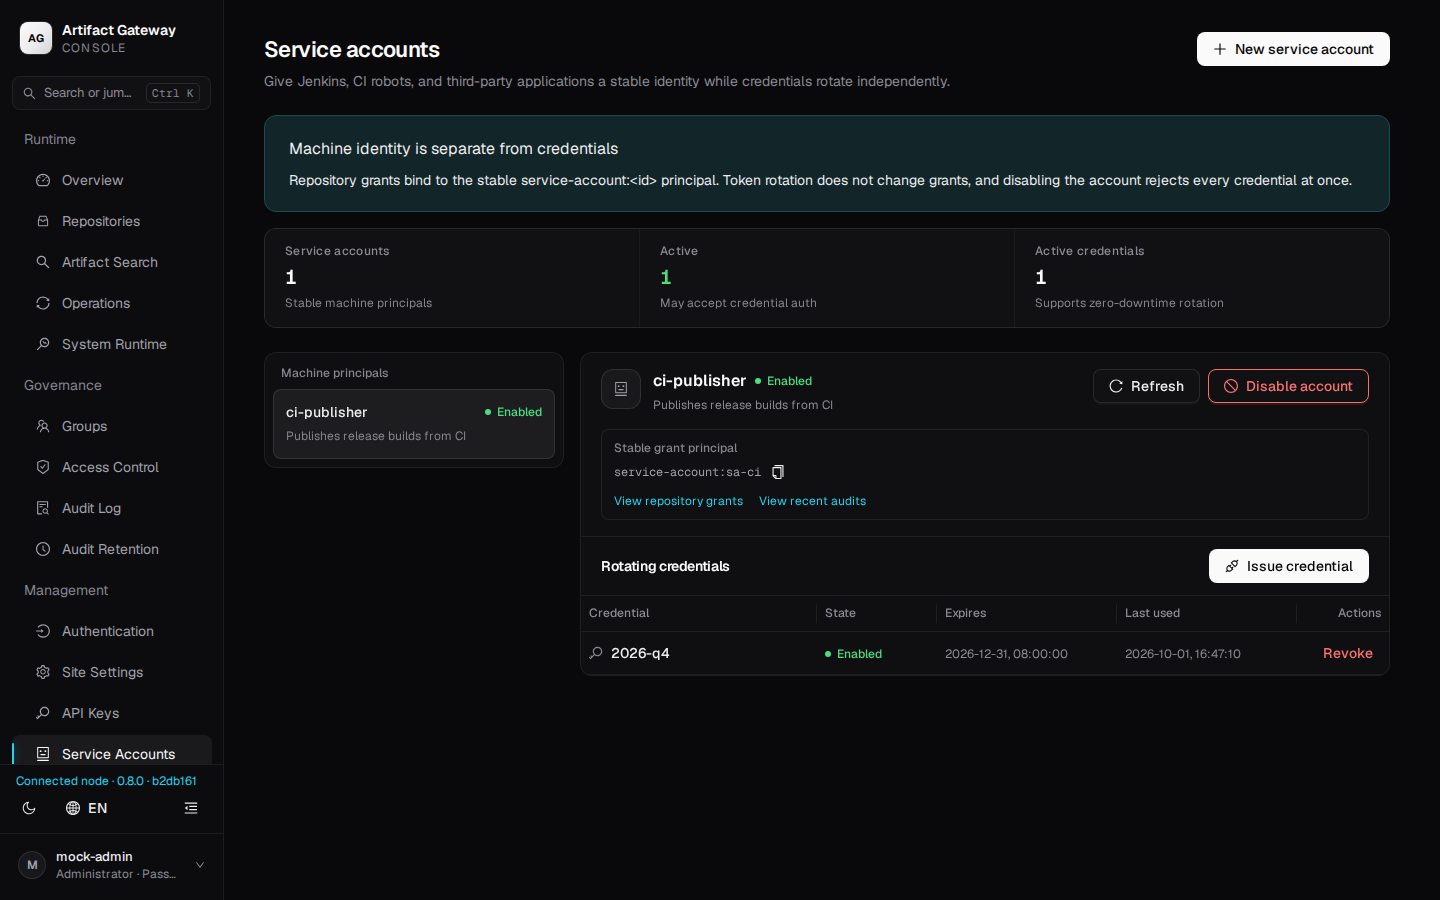 AG
Artifact Gateway
CONSOLE
Search or jum...
Ctrl K
Runtime
Overview
Repositories
Artifact Search
Operations
System Runtime
Governance
Groups
Access Control
Audit Log
Audit Retention
Management
Authentication
Site Settings
API Keys
Service Accounts
Connected node · 0.8.0 · b2db161
EN
M
mock-admin
Administrator · Pass...
Service accounts
New service account
Give Jenkins, CI robots, and third-party applications a stable identity while credentials rotate independently.
Machine identity is separate from credentials
Repository grants bind to the stable service-account:<id> principal. Token rotation does not change grants, and disabling the account rejects every credential at once.
Service accounts
1
Stable machine principals
Active
1
May accept credential auth
Active credentials
1
Supports zero-downtime rotation
Machine principals
ci-publisher
Enabled
Publishes release builds from CI
ci-publisher
Enabled
Publishes release builds from CI
Refresh
Disable account
Stable grant principal
service-account:sa-ci
View repository grants
View recent audits
Rotating credentials
Issue credential
Credential
State
Expires
Last used
Actions
2026-q4
Enabled
2026-12-31, 08:00:00
2026-10-01, 16:47:10
Revoke